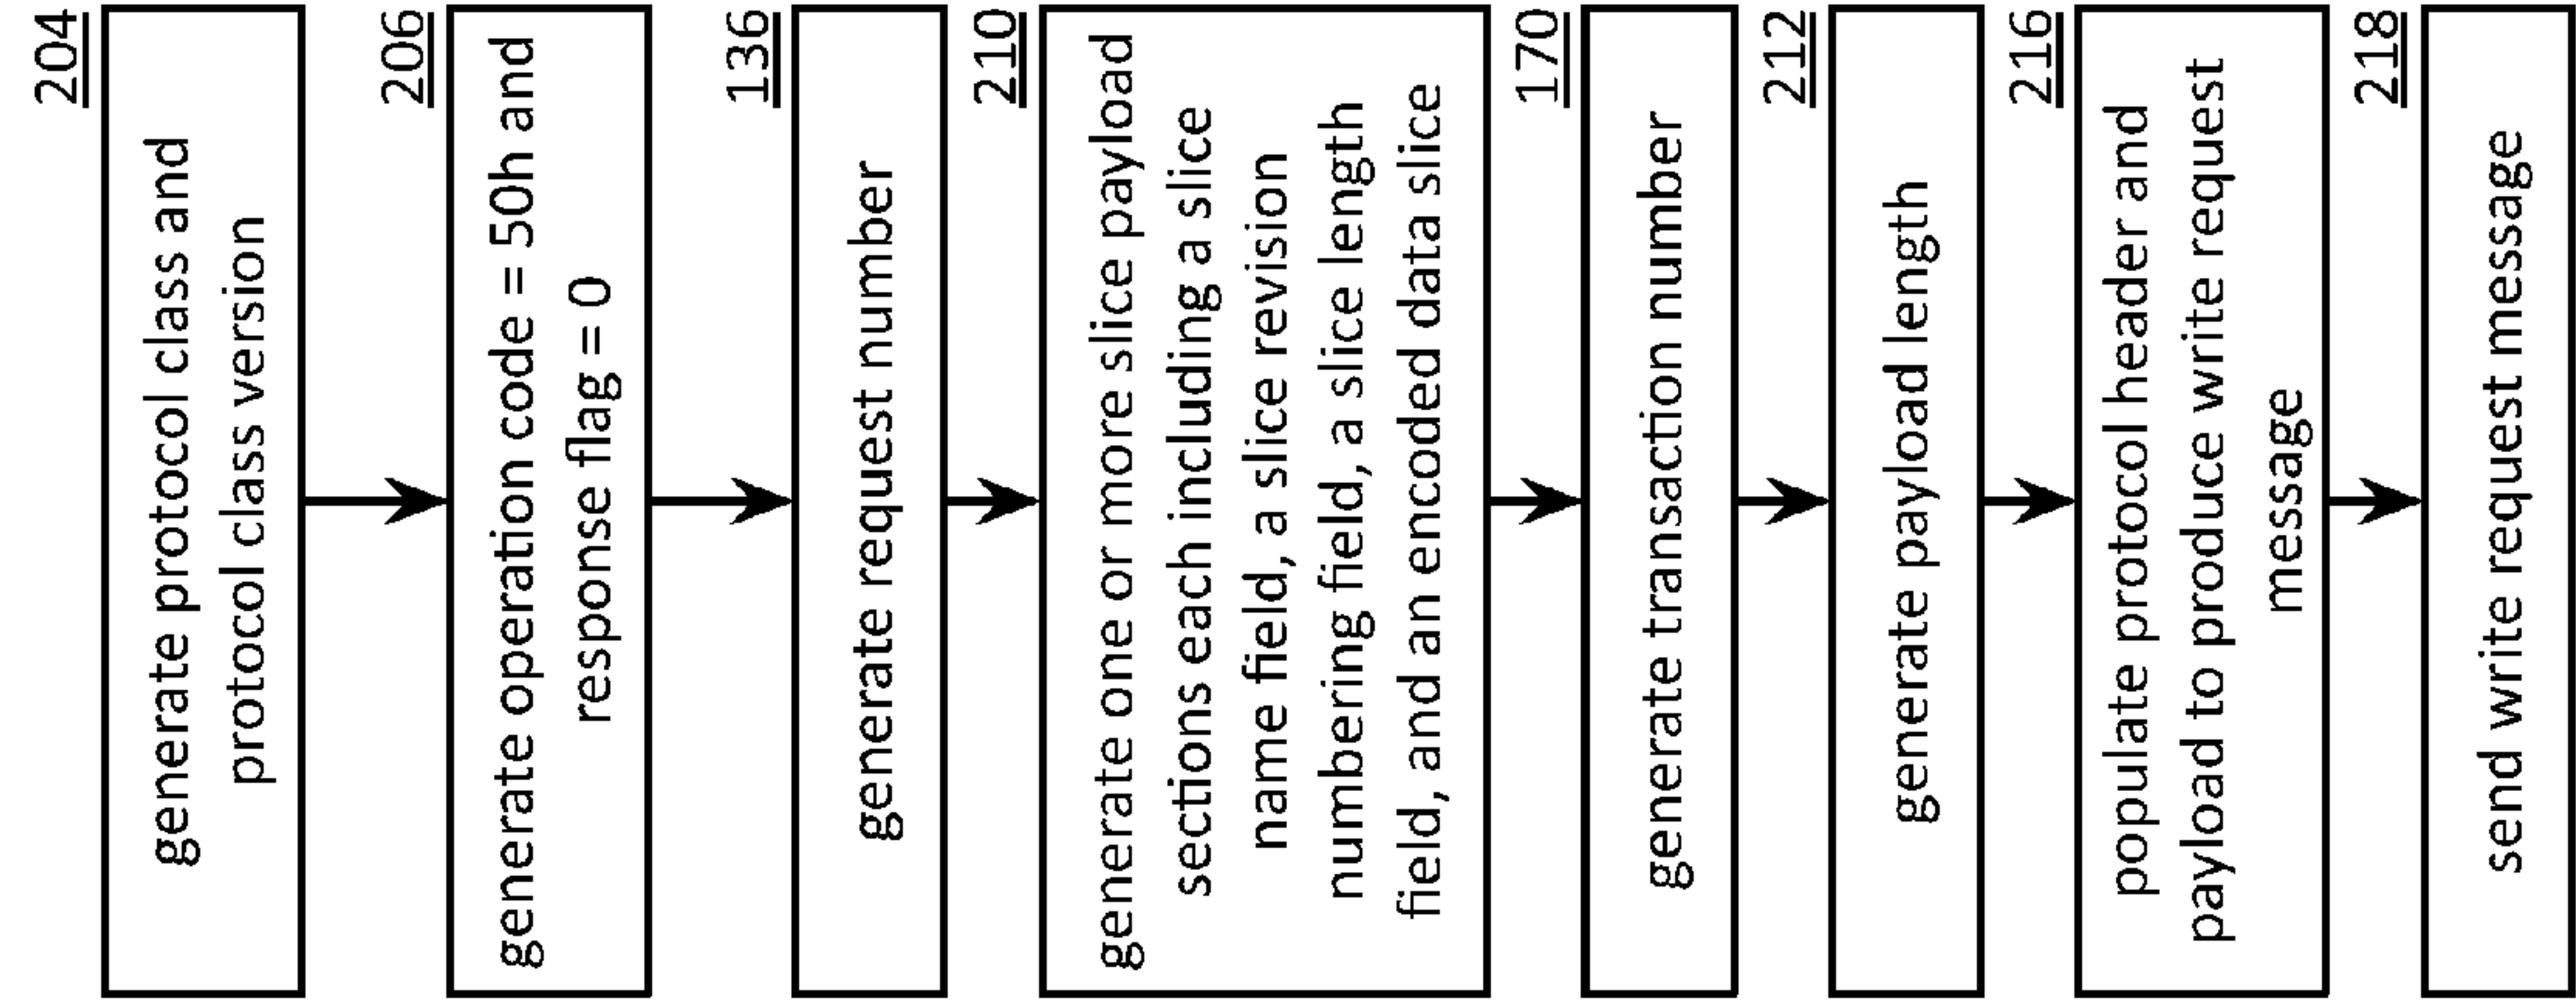 204
generate protocol class and
protocol class version
206
generate operation code = 50h and
response flag = 0
136
generate request number
210
generate one or more slice payload
sections each including a slice
name field, a slice revision
numbering field, a slice length
field, and an encoded data slice
170
generate transaction number
212
generate payload length
216
populate protocol header and
payload to produce write request
message
218
send write request message